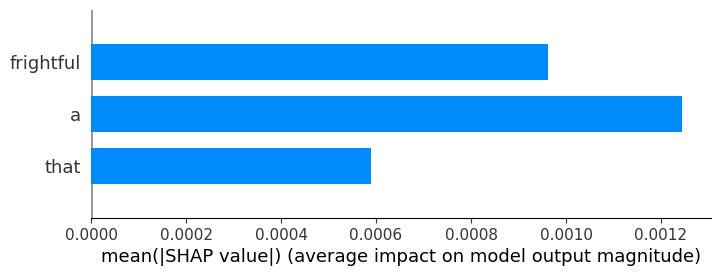 frightful
a
that
0.0000 0.0002 0.0004 0.0006 0.0008 0.0010 0.0012
mean(|SHAP value|) (average impact on model output magnitude)